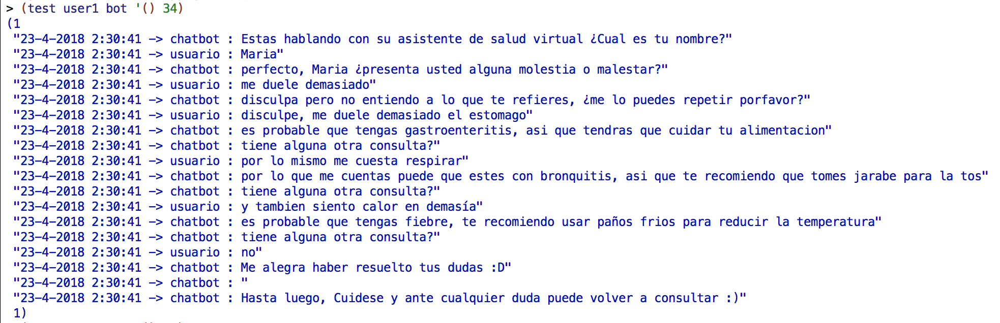 > (test user1 bot '() 34)
(1
"23-4-2018 2:30:41 -> chatbot : Estas hablando con su asistente de salud virtual ¿Cual es tu nombre?"
"23-4-2018 2:30:41 -> usuario : Maria"
"23-4-2018 2:30:41 -> chatbot : perfecto, Maria ¿presenta usted alguna molestia o malestar?"
"23-4-2018 2:30:41 -> usuario : me duele demasiado"
"23-4-2018 2:30:41 -> chatbot : disculpa pero no entiendo a lo que te refieres, ¿me lo puedes repetir porfavor?"
"23-4-2018 2:30:41 -> usuario : disculpe, me duele demasiado el estomago"
"23-4-2018 2:30:41 -> chatbot : es probable que tengas gastroenteritis, asi que tendras que cuidar tu alimentacion"
"23-4-2018 2:30:41 -> chatbot : tiene alguna otra consulta?"
"23-4-2018 2:30:41 -> usuario : por lo mismo me cuesta respirar"
"23-4-2018 2:30:41 -> chatbot : por lo que me cuentas puede que estes con bronquitis, asi que te recomiendo que tomes jarabe para la tos"
"23-4-2018 2:30:41 -> chatbot : tiene alguna otra consulta?"
"23-4-2018 2:30:41 -> usuario : y tambien siento calor en demasía"
"23-4-2018 2:30:41 -> chatbot : es probable que tengas fiebre, te recomiendo usar paños frios para reducir la temperatura"
"23-4-2018 2:30:41 -> chatbot : tiene alguna otra consulta?"
"23-4-2018 2:30:41 -> usuario : no"
"23-4-2018 2:30:41 -> chatbot : Me alegra haber resuelto tus dudas :D"
"23-4-2018 2:30:41 -> chatbot : "
"23-4-2018 2:30:41 -> chatbot : Hasta luego, Cuidese y ante cualquier duda puede volver a consultar :)"
1)